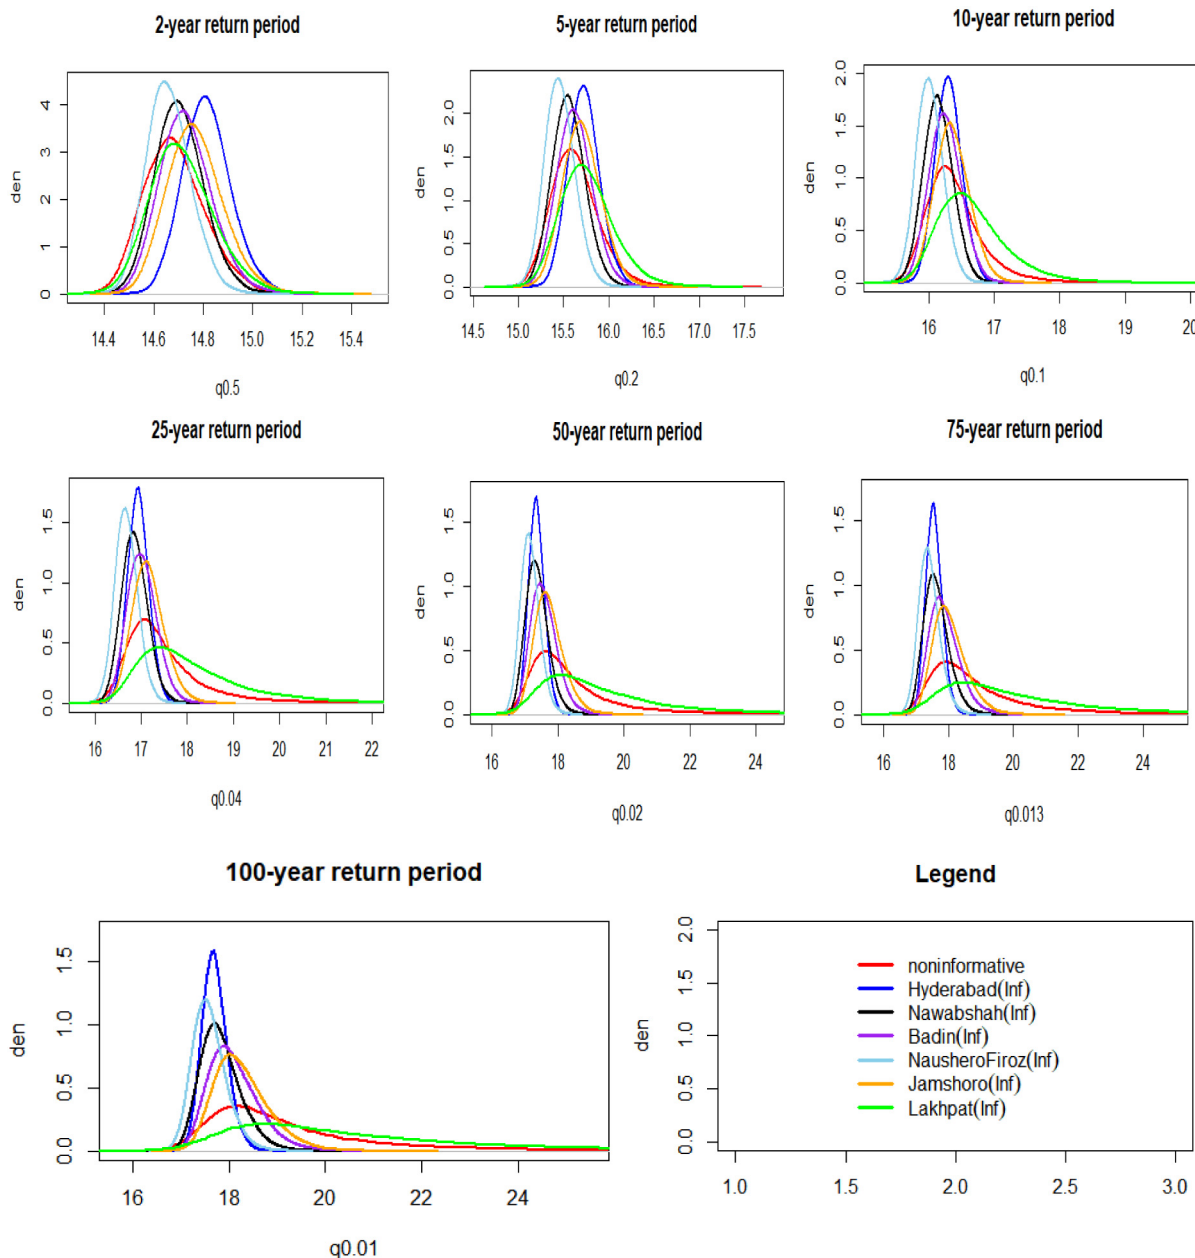 2-year return period
5-year return period
10-year return period
den
0 1 2 3 4
14.4 14.6 14.8 15.0 15.2 15.4
q0.5
den
0.0 0.5 1.0 1.5 2.0
14.5 15.0 15.5 16.0 16.5 17.0 17.5
q0.2
den
0.0 0.5 1.0 1.5 2.0
16 17 18 19 20
q0.1
25-year return period
50-year return period
75-year return period
den
0.0 0.5 1.0 1.5
16 17 18 19 20 21 22
q0.04
den
0.0 0.5 1.0 1.5
16 18 20 22 24
q0.02
den
0.0 0.5 1.0 1.5
16 18 20 22 24
q0.013
100-year return period
den
0.0 0.5 1.0 1.5
16 18 20 22 24
q0.01
Legend
den
0.0 0.5 1.0 1.5 2.0
noninformative
Hyderabad(Inf)
Nawabshah(Inf)
Badin(Inf)
NausheroFiroz(Inf)
Jamshoro(Inf)
Lakhpat(Inf)
1.0 1.5 2.0 2.5 3.0